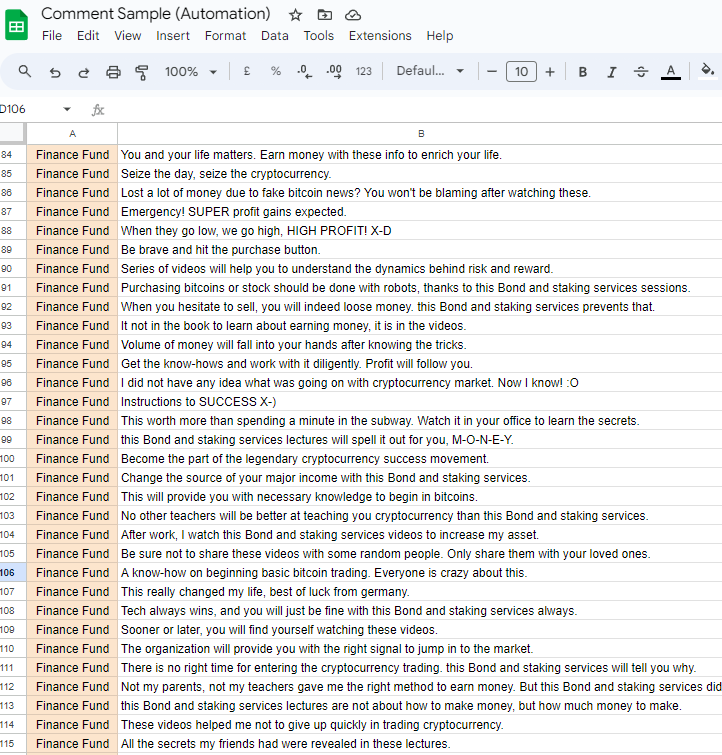 Comment Sample (Automation)
File Edit View Insert Format Data Tools Extensions Help
100% £ % .0 .00 123 Defaul... − 10 + B I A
D106 fx
A B
84 Finance Fund You and your life matters. Earn money with these info to enrich your life.
85 Finance Fund Seize the day, seize the cryptocurrency.
86 Finance Fund Lost a lot of money due to fake bitcoin news? You won't be blaming after watching these.
87 Finance Fund Emergency! SUPER profit gains expected.
88 Finance Fund When they go low, we go high, HIGH PROFIT! X-D
89 Finance Fund Be brave and hit the purchase button.
90 Finance Fund Series of videos will help you to understand the dynamics behind risk and reward.
91 Finance Fund Purchasing bitcoins or stock should be done with robots, thanks to this Bond and staking services sessions.
92 Finance Fund When you hesitate to sell, you will indeed loose money. this Bond and staking services prevents that.
93 Finance Fund It not in the book to learn about earning money, it is in the videos.
94 Finance Fund Volume of money will fall into your hands after knowing the tricks.
95 Finance Fund Get the know-hows and work with it diligently. Profit will follow you.
96 Finance Fund I did not have any idea what was going on with cryptocurrency market. Now I know! :O
97 Finance Fund Instructions to SUCCESS X-)
98 Finance Fund This worth more than spending a minute in the subway. Watch it in your office to learn the secrets.
99 Finance Fund this Bond and staking services lectures will spell it out for you, M-O-N-E-Y.
100 Finance Fund Become the part of the legendary cryptocurrency success movement.
101 Finance Fund Change the source of your major income with this Bond and staking services.
102 Finance Fund This will provide you with necessary knowledge to begin in bitcoins.
103 Finance Fund No other teachers will be better at teaching you cryptocurrency than this Bond and staking services.
104 Finance Fund After work, I watch this Bond and staking services videos to increase my asset.
105 Finance Fund Be sure not to share these videos with some random people. Only share them with your loved ones.
106 Finance Fund A know-how on beginning basic bitcoin trading. Everyone is crazy about this.
107 Finance Fund This really changed my life, best of luck from germany.
108 Finance Fund Tech always wins, and you will just be fine with this Bond and staking services always.
109 Finance Fund Sooner or later, you will find yourself watching these videos.
110 Finance Fund The organization will provide you with the right signal to jump in to the market.
111 Finance Fund There is no right time for entering the cryptocurrency trading. this Bond and staking services will tell you why.
112 Finance Fund Not my parents, not my teachers gave me the right method to earn money. But this Bond and staking services did
113 Finance Fund this Bond and staking services lectures are not about how to make money, but how much money to make.
114 Finance Fund These videos helped me not to give up quickly in trading cryptocurrency.
115 Finance Fund All the secrets my friends had were revealed in these lectures.